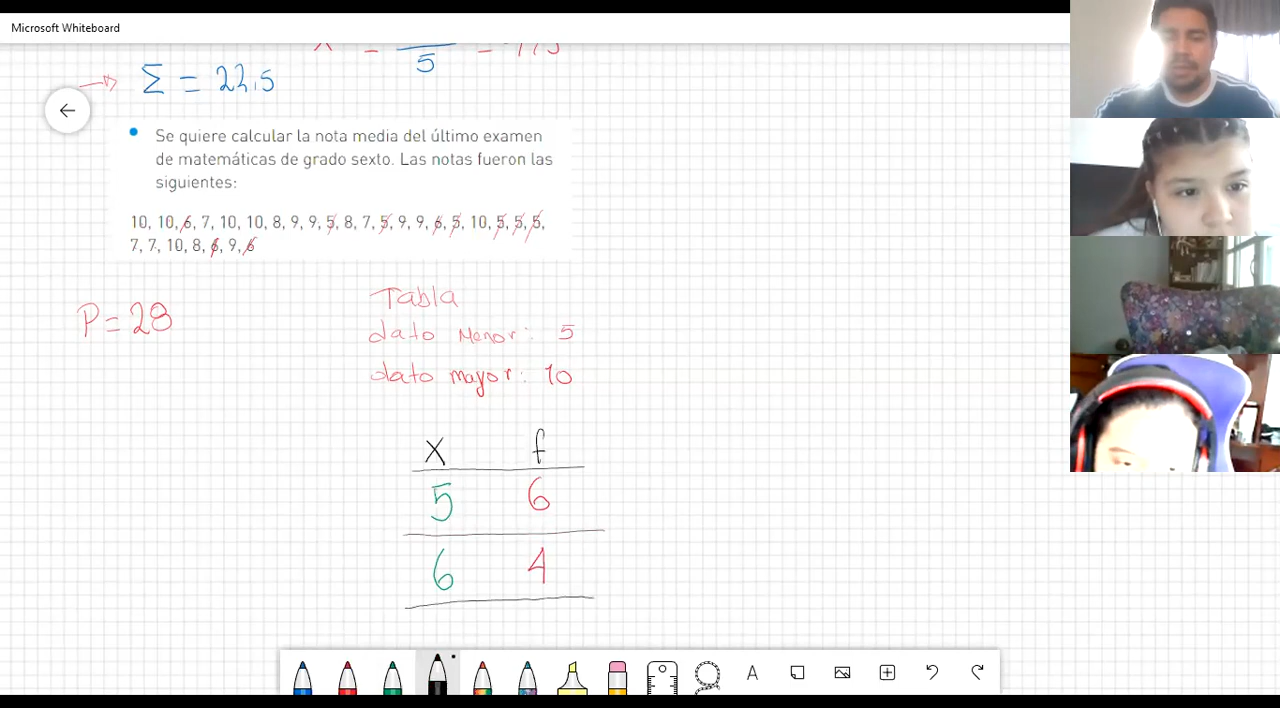 Microsoft Whiteboard
5
Σ = 22,5
Se quiere calcular la nota media del último examen
de matemáticas de grado sexto. Las notas fueron las
siguientes:
10, 10, 6, 7, 10, 10, 8, 9, 9, 5, 8, 7, 5, 9, 9, 6, 5, 10, 5, 5, 5,
7, 7, 10, 8, 6, 9, 6
P = 28
Tabla
dato Menor: 5
dato mayor: 10
X f
5 6
6 4
A